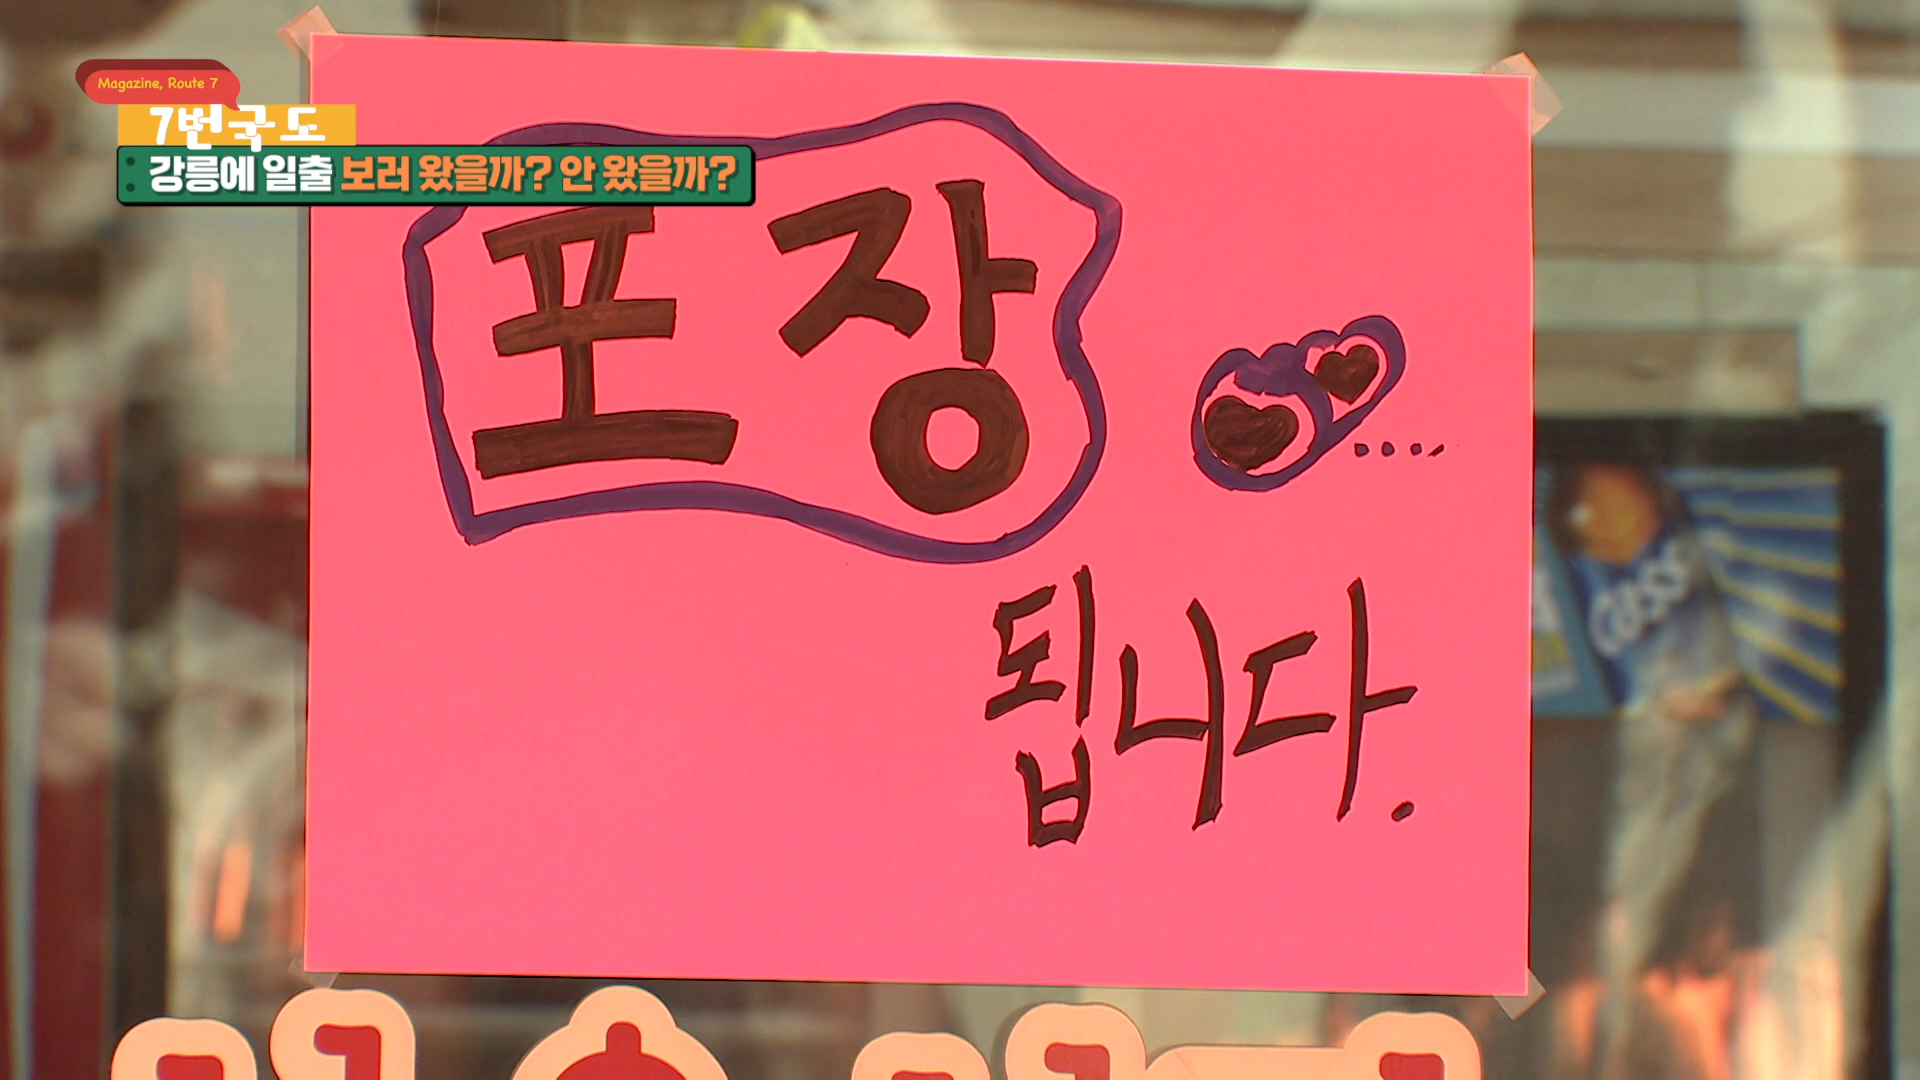 Magazine, Route 7
7번국도
강릉에 일출 보러 왔을까? 안 왔을까?
포장
됩니다.
cass